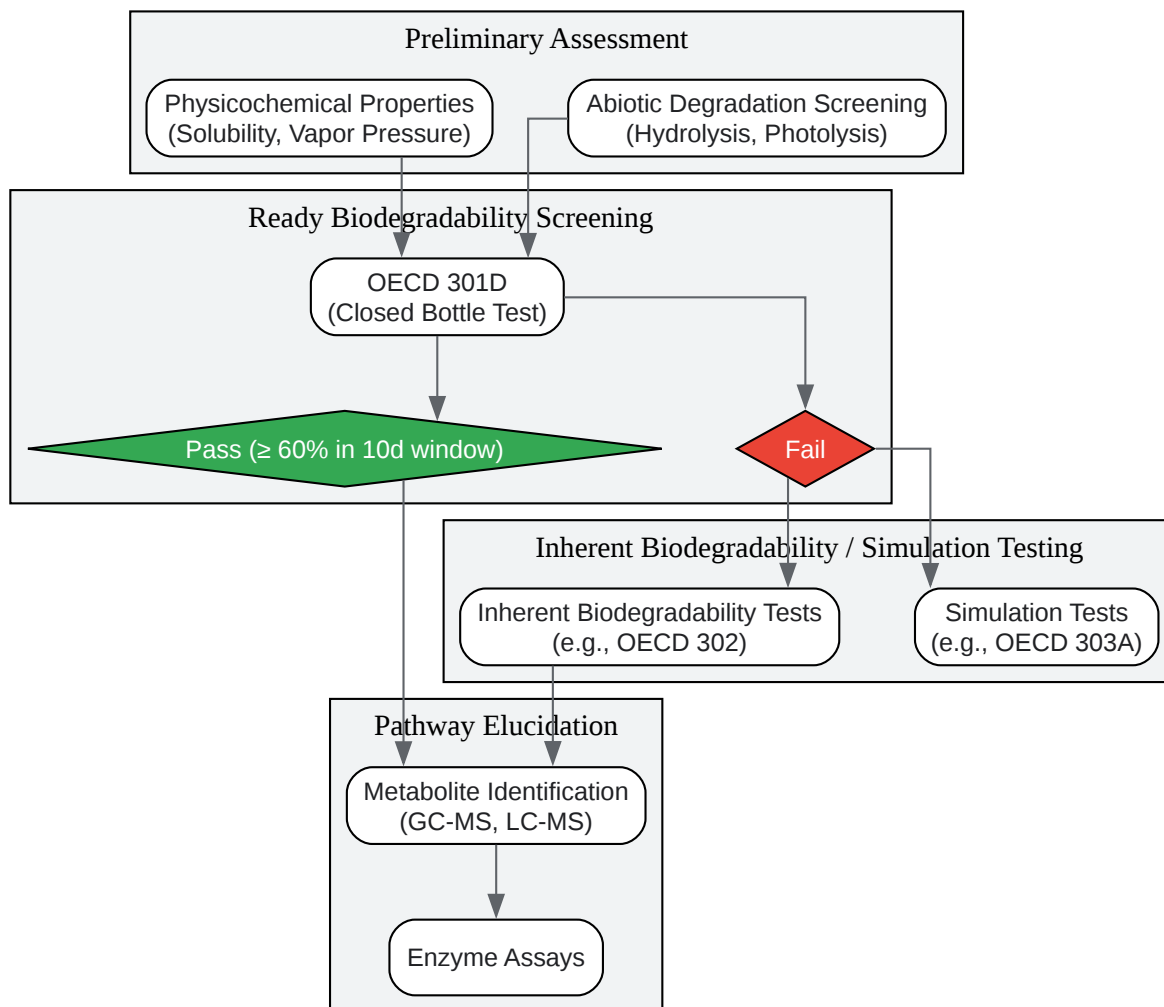 Preliminary Assessment
Physicochemical Properties
(Solubility, Vapor Pressure)
Abiotic Degradation Screening
(Hydrolysis, Photolysis)
Ready Biodegradability Screening
OECD 301D
(Closed Bottle Test)
Pass (≥ 60% in 10d window)
Fail
Inherent Biodegradability / Simulation Testing
Inherent Biodegradability Tests
(e.g., OECD 302)
Simulation Tests
(e.g., OECD 303A)
Pathway Elucidation
Metabolite Identification
(GC-MS, LC-MS)
Enzyme Assays